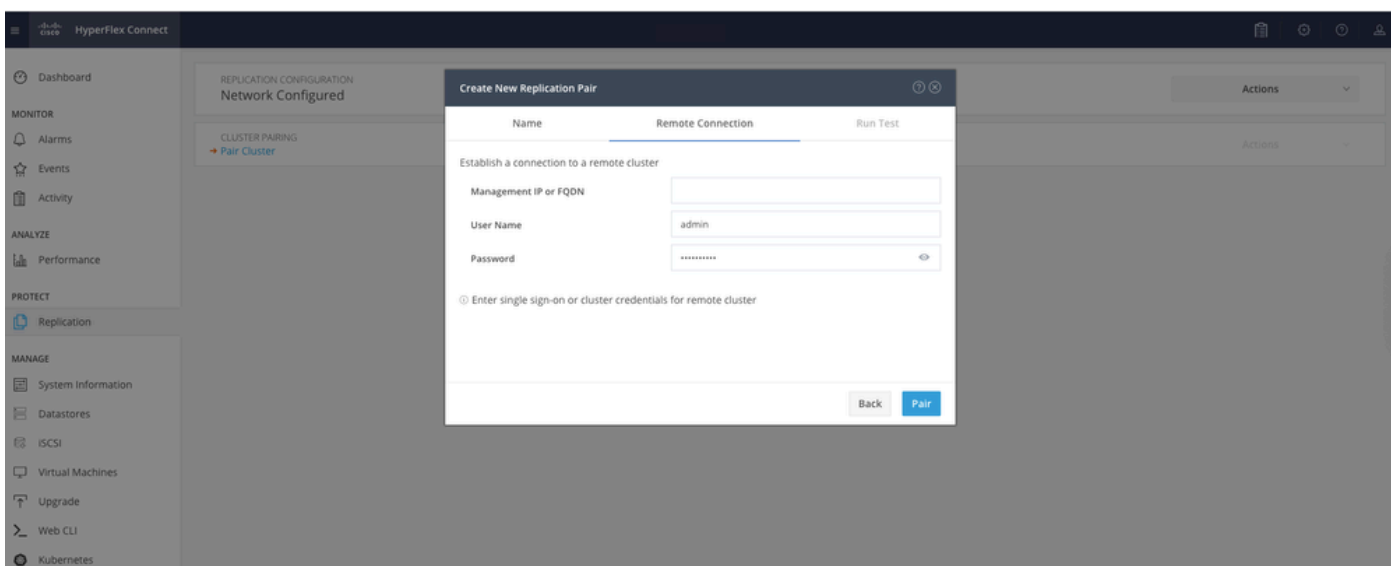 cisco HyperFlex Connect
Dashboard
MONITOR
Alarms
Events
Activity
ANALYZE
Performance
PROTECT
Replication
MANAGE
System Information
Datastores
iSCSI
Virtual Machines
Upgrade
Web CLI
Kubernetes
REPLICATION CONFIGURATION
Network Configured
Actions
CLUSTER PAIRING
Pair Cluster
Actions
Create New Replication Pair
Name Remote Connection Run Test
Establish a connection to a remote cluster
Management IP or FQDN
User Name admin
Password ••••••••••
Enter single sign-on or cluster credentials for remote cluster
Back Pair